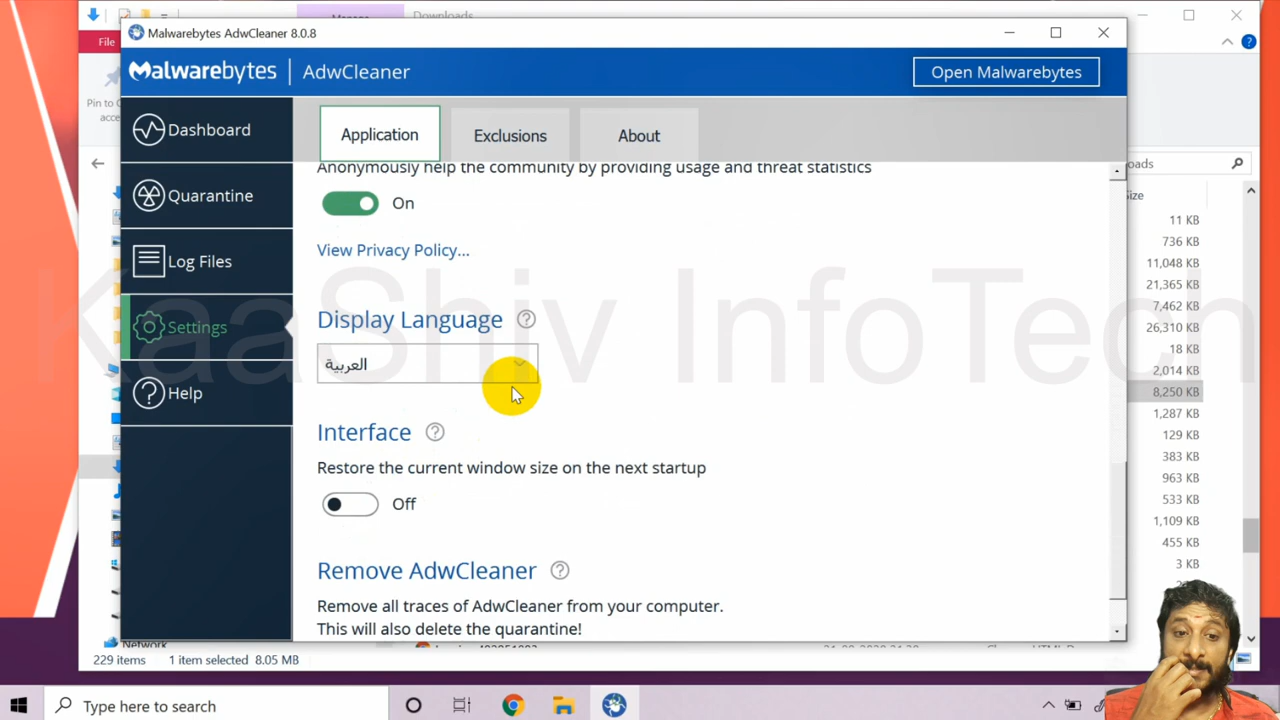 Downloads
Malwarebytes AdwCleaner 8.0.8
File
Malwarebytes | AdwCleaner
Open Malwarebytes
Pin to
Dashboard
Application
Exclusions
About
Anonymously help the community by providing usage and threat statistics
Size
On
11 KB
Quarantine
736 KB
View Privacy Policy...
11,048 KB
Log Files
21,365 KB
7,462 KB
Display Language
26,310 KB
Settings
KaaShiv InfoTech
18 KB
العربية
2,014 KB
8,250 KB
Help
1,287 KB
Interface
129 KB
383 KB
Restore the current window size on the next startup
963 KB
Off
533 KB
1,109 KB
455 KB
Remove AdwCleaner
3 KB
Remove all traces of AdwCleaner from your computer.
This will also delete the quarantine!
Network
229 items
1 item selected 8.05 MB
Type here to search